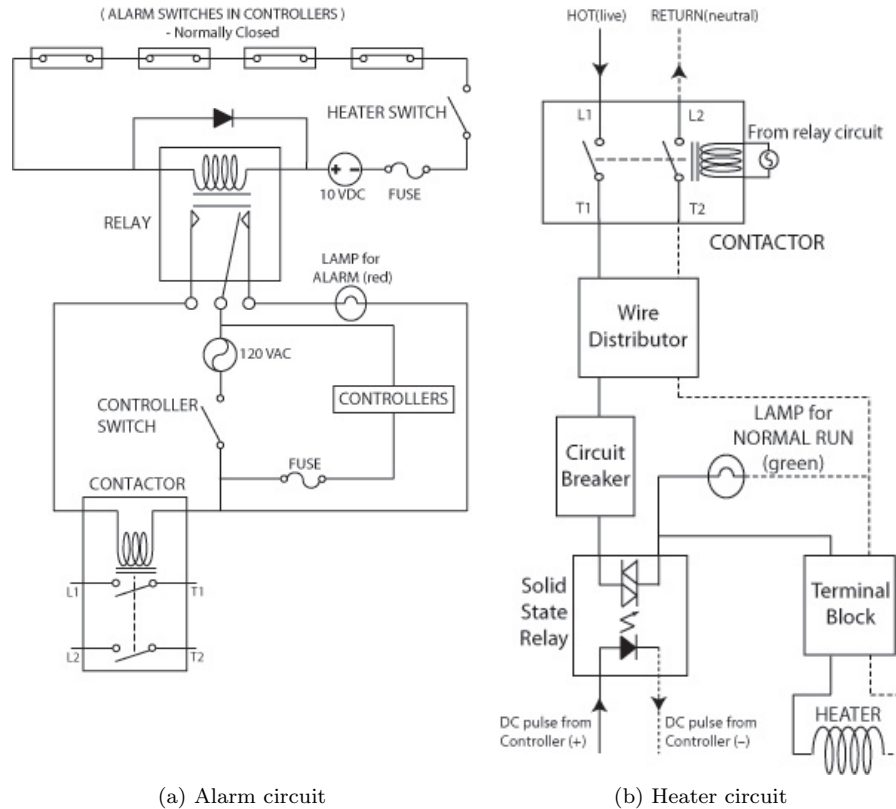 ( ALARM SWITCHES IN CONTROLLERS )
- Normally Closed
HEATER SWITCH
10 VDC
FUSE
RELAY
LAMP for
ALARM (red)
120 VAC
CONTROLLERS
CONTROLLER
SWITCH
FUSE
CONTACTOR
L1
T1
L2
T2
(a) Alarm circuit
HOT(live)
RETURN(neutral)
L1
L2
From relay circuit
T1
T2
CONTACTOR
Wire
Distributor
LAMP for
NORMAL RUN
(green)
Circuit
Breaker
Solid
State
Relay
Terminal
Block
DC pulse from
Controller (+)
DC pulse from
Controller (–)
HEATER
(b) Heater circuit